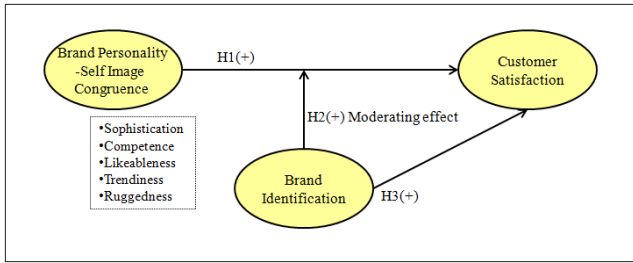 Brand Personality
-Self Image
Congruence
H1(+)
Customer
Satisfaction
•Sophistication
•Competence
•Likeableness
•Trendiness
•Ruggedness
H2(+) Moderating effect
Brand
Identification
H3(+)